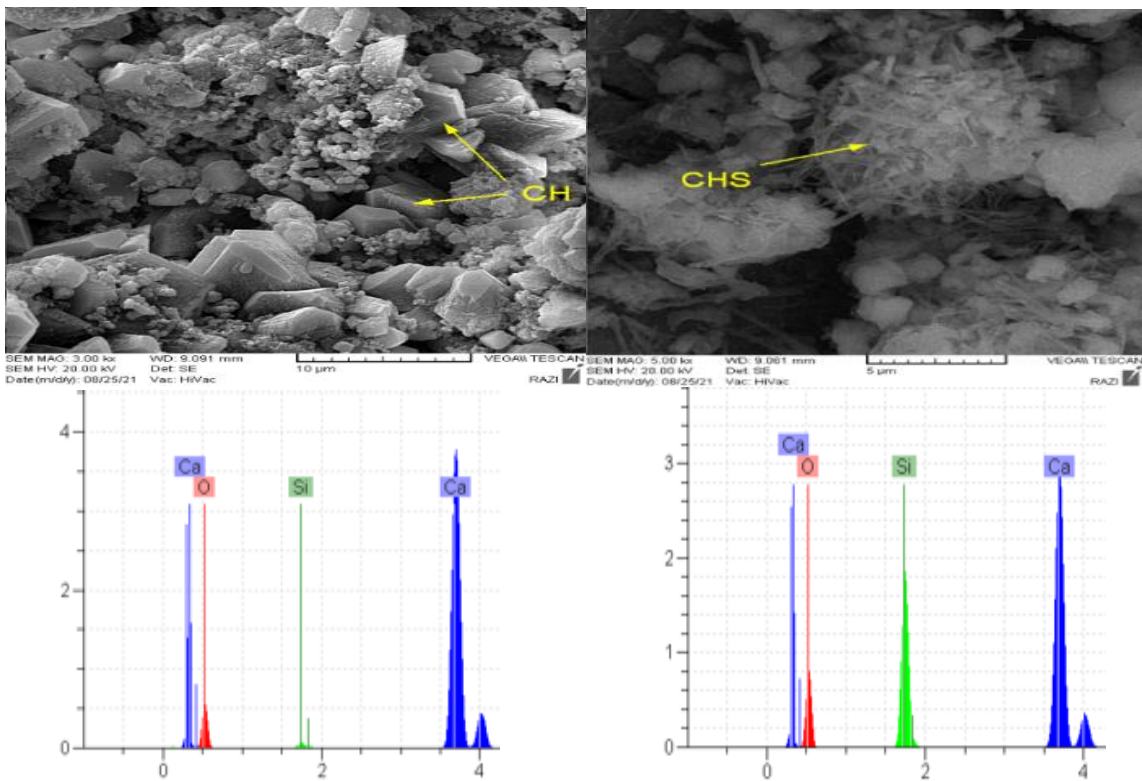 CH
SEM MAG: 3.00 kx WD: 9.091 mm VEGA\\ TESCAN
SEM HV: 20.00 kV Det: SE 10 µm
Date(m/d/y): 08/25/21 Vac: HiVac RAZI
CHS
SEM MAG: 5.00 kx WD: 9.061 mm VEGA\\ TESCAN
SEM HV: 20.00 kV Det: SE 5 µm
Date(m/d/y): 08/25/21 Vac: HiVac RAZI
4
2
0
Ca
O
Si
Ca
0 2 4
3
2
1
0
Ca
O
Si
Ca
0 2 4